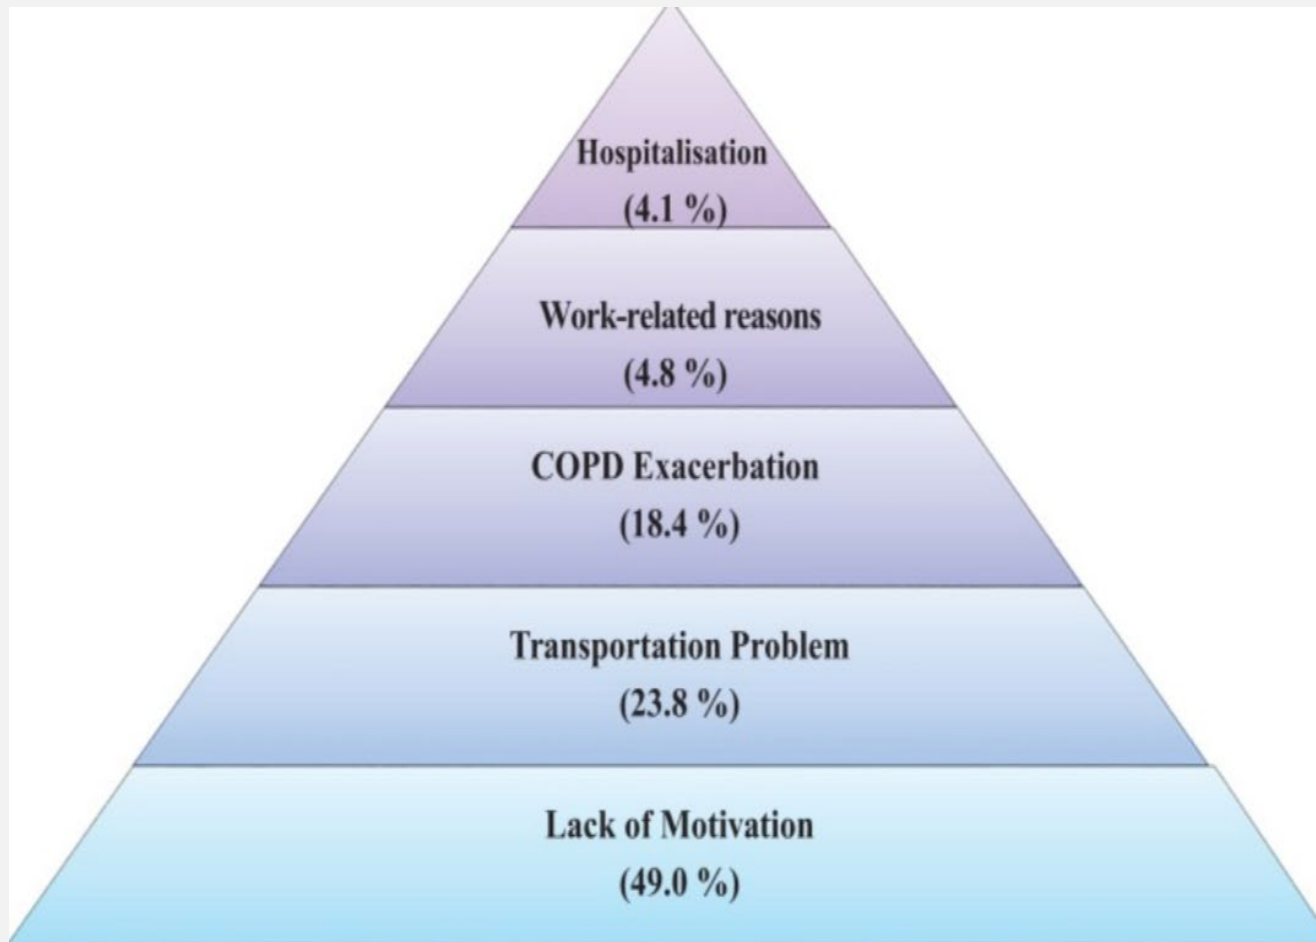 Hospitalisation
(4.1 %)
Work-related reasons
(4.8 %)
COPD Exacerbation
(18.4 %)
Transportation Problem
(23.8 %)
Lack of Motivation
(49.0 %)